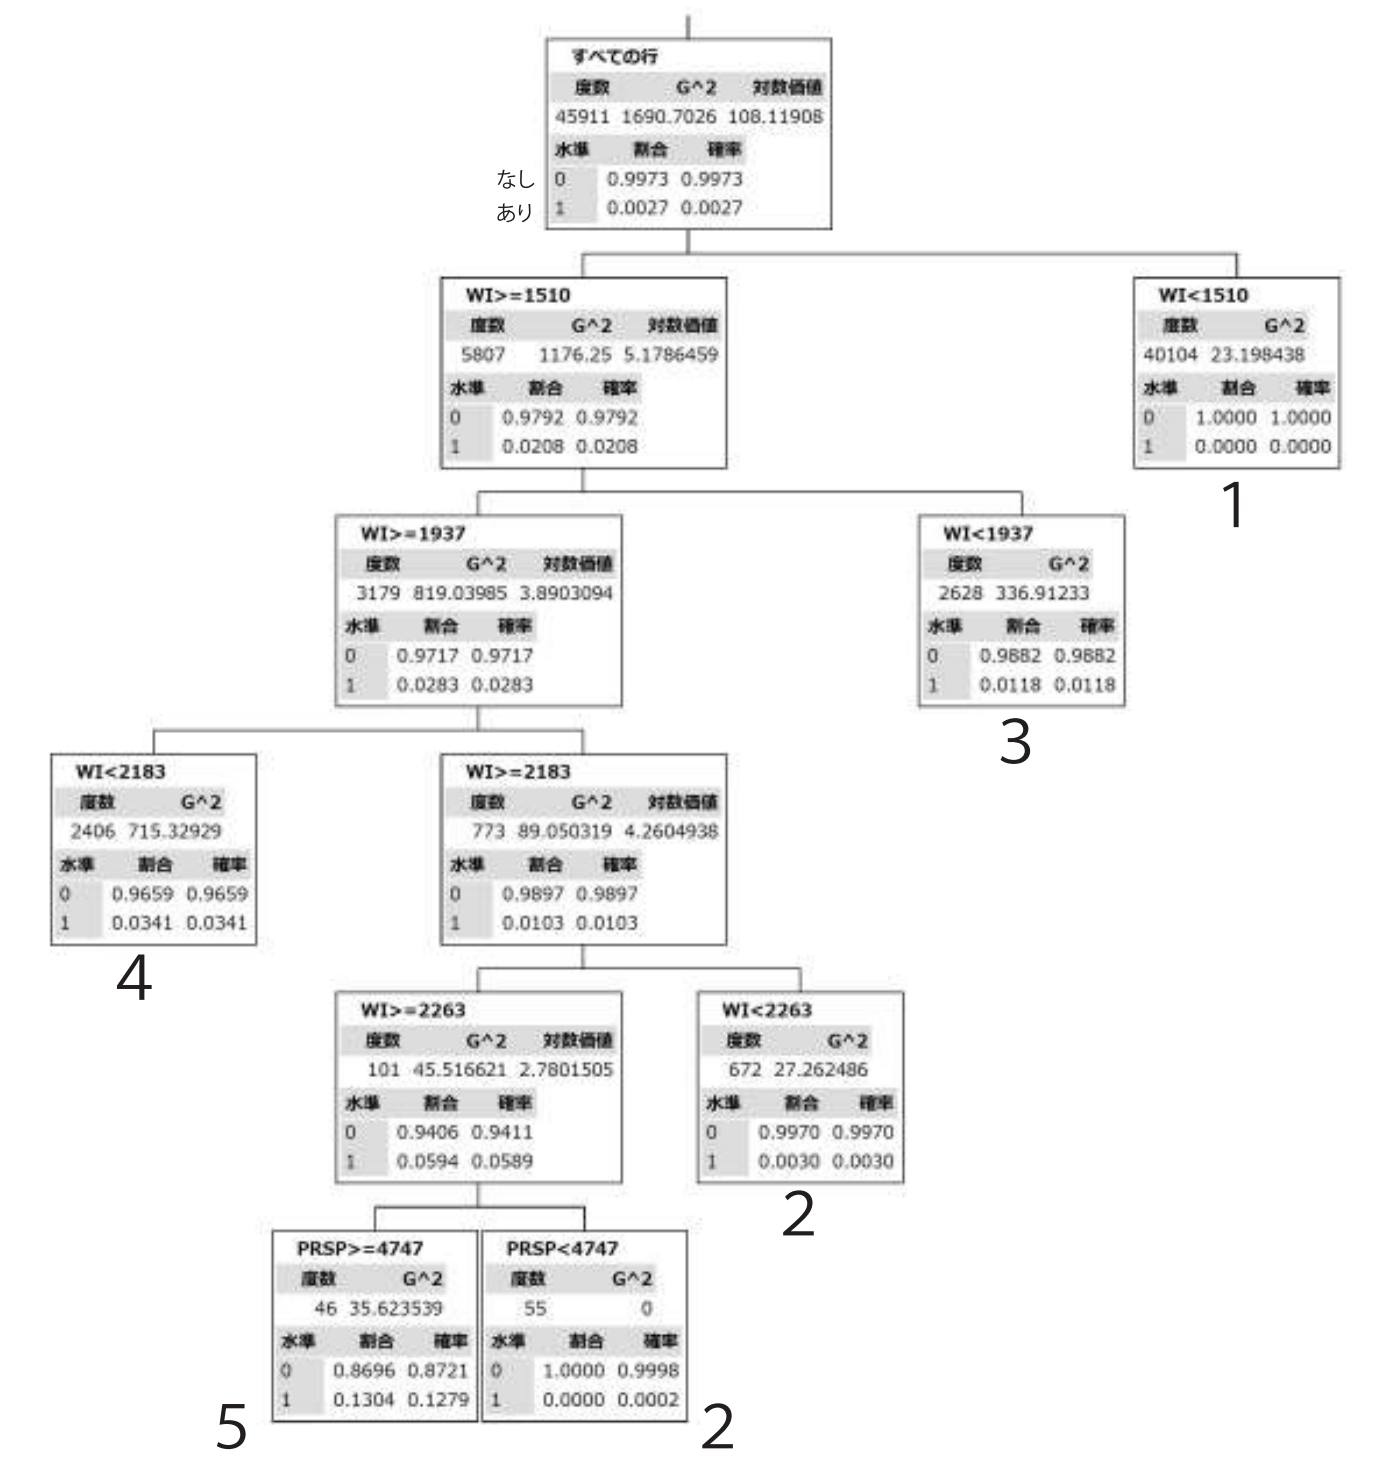 すべての行
度数 G^2 対数価値
45911 1690.7026 108.11908
水準 割合 確率
なし 0 0.9973 0.9973
あり 1 0.0027 0.0027
WI>=1510
度数 G^2 対数価値
5807 1176.25 5.1786459
水準 割合 確率
0 0.9792 0.9792
1 0.0208 0.0208
WI<1510
度数 G^2
40104 23.198438
水準 割合 確率
0 1.0000 1.0000
1 0.0000 0.0000
1
WI>=1937
度数 G^2 対数価値
3179 819.03985 3.8903094
水準 割合 確率
0 0.9717 0.9717
1 0.0283 0.0283
WI<1937
度数 G^2
2628 336.91233
水準 割合 確率
0 0.9882 0.9882
1 0.0118 0.0118
3
WI<2183
度数 G^2
2406 715.32929
水準 割合 確率
0 0.9659 0.9659
1 0.0341 0.0341
4
WI>=2183
度数 G^2 対数価値
773 89.050319 4.2604938
水準 割合 確率
0 0.9897 0.9897
1 0.0103 0.0103
WI>=2263
度数 G^2 対数価値
101 45.516621 2.7801505
水準 割合 確率
0 0.9406 0.9411
1 0.0594 0.0589
WI<2263
度数 G^2
672 27.262486
水準 割合 確率
0 0.9970 0.9970
1 0.0030 0.0030
2
PRSP>=4747
度数 G^2
46 35.623539
水準 割合 確率
0 0.8696 0.8721
1 0.1304 0.1279
5
PRSP<4747
度数 G^2
55 0
水準 割合 確率
0 1.0000 0.9998
1 0.0000 0.0002
2